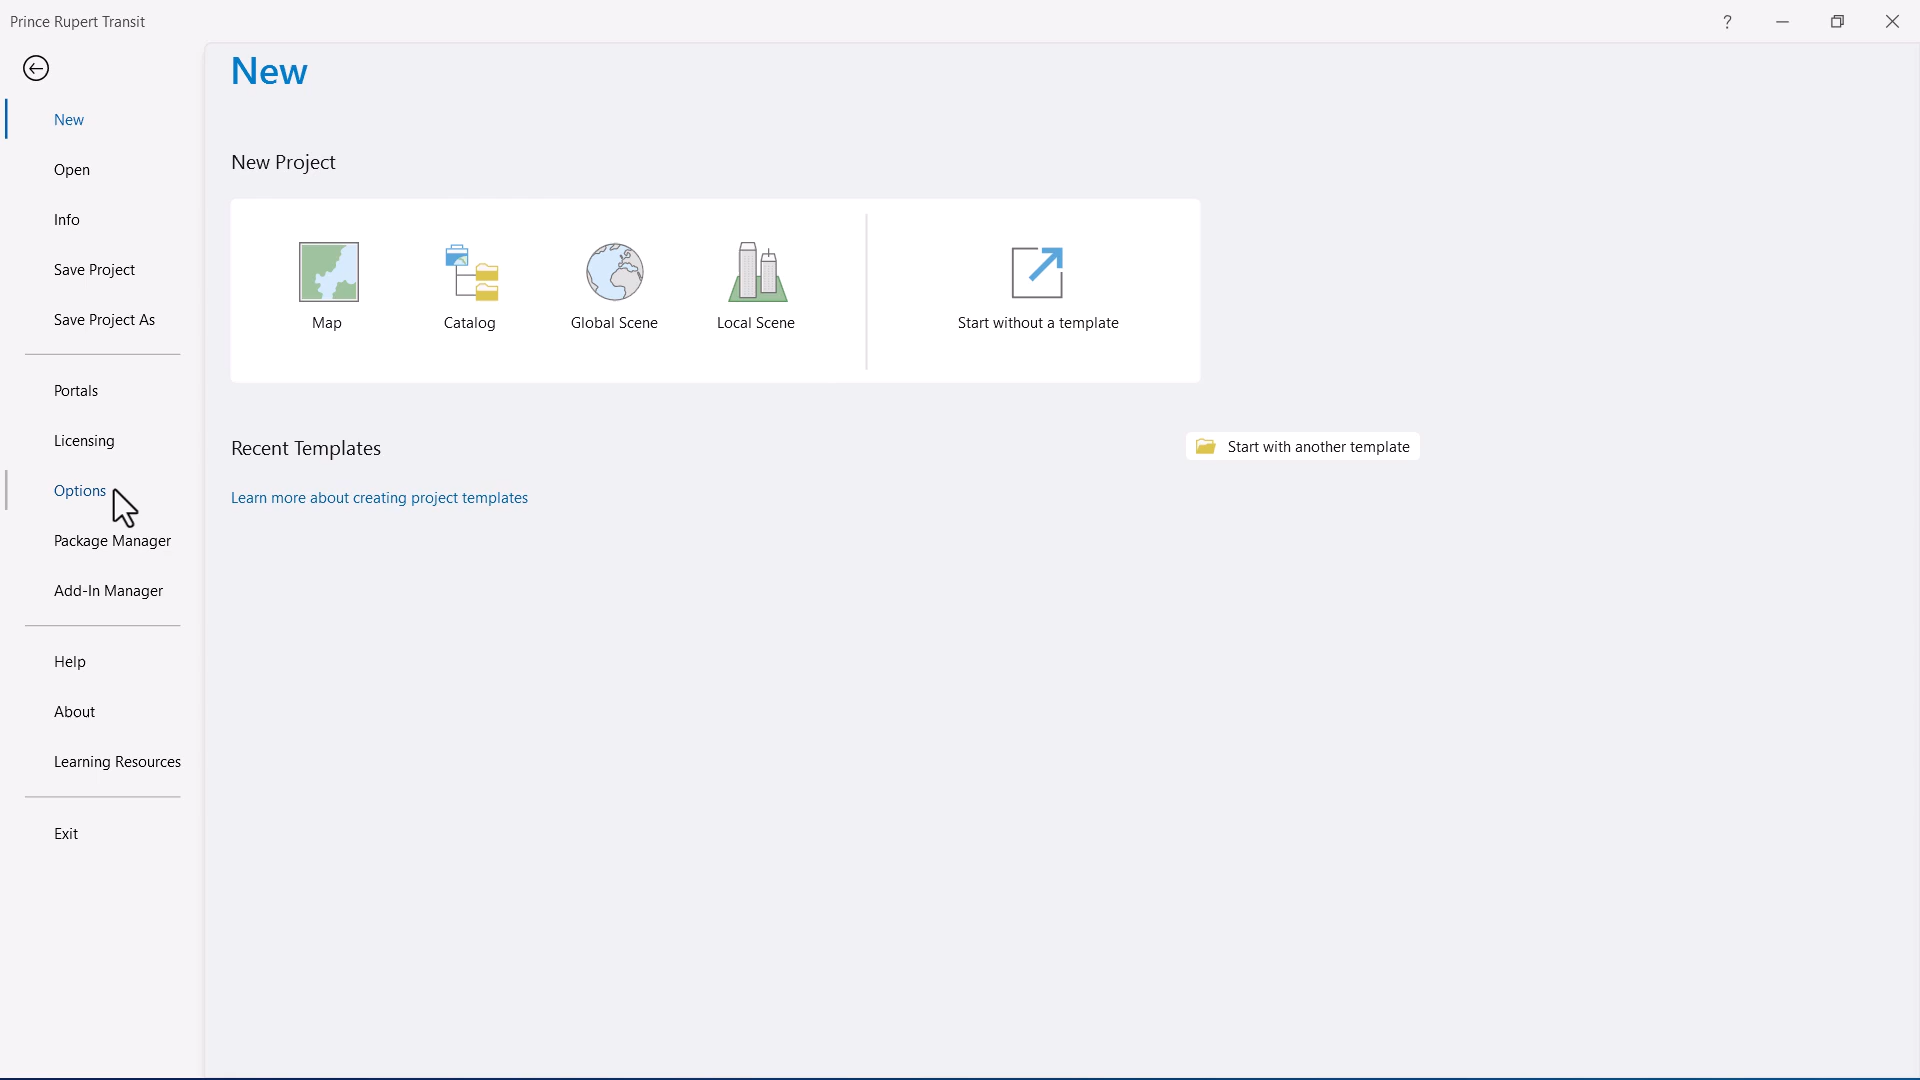 Prince Rupert Transit
?
New
Open
Info
Save Project
Save Project As
Portals
Licensing
Options
Package Manager
Add-In Manager
Help
About
Learning Resources
Exit
New
New Project
Map
Catalog
Global Scene
Local Scene
Start without a template
Recent Templates
Start with another template
Learn more about creating project templates